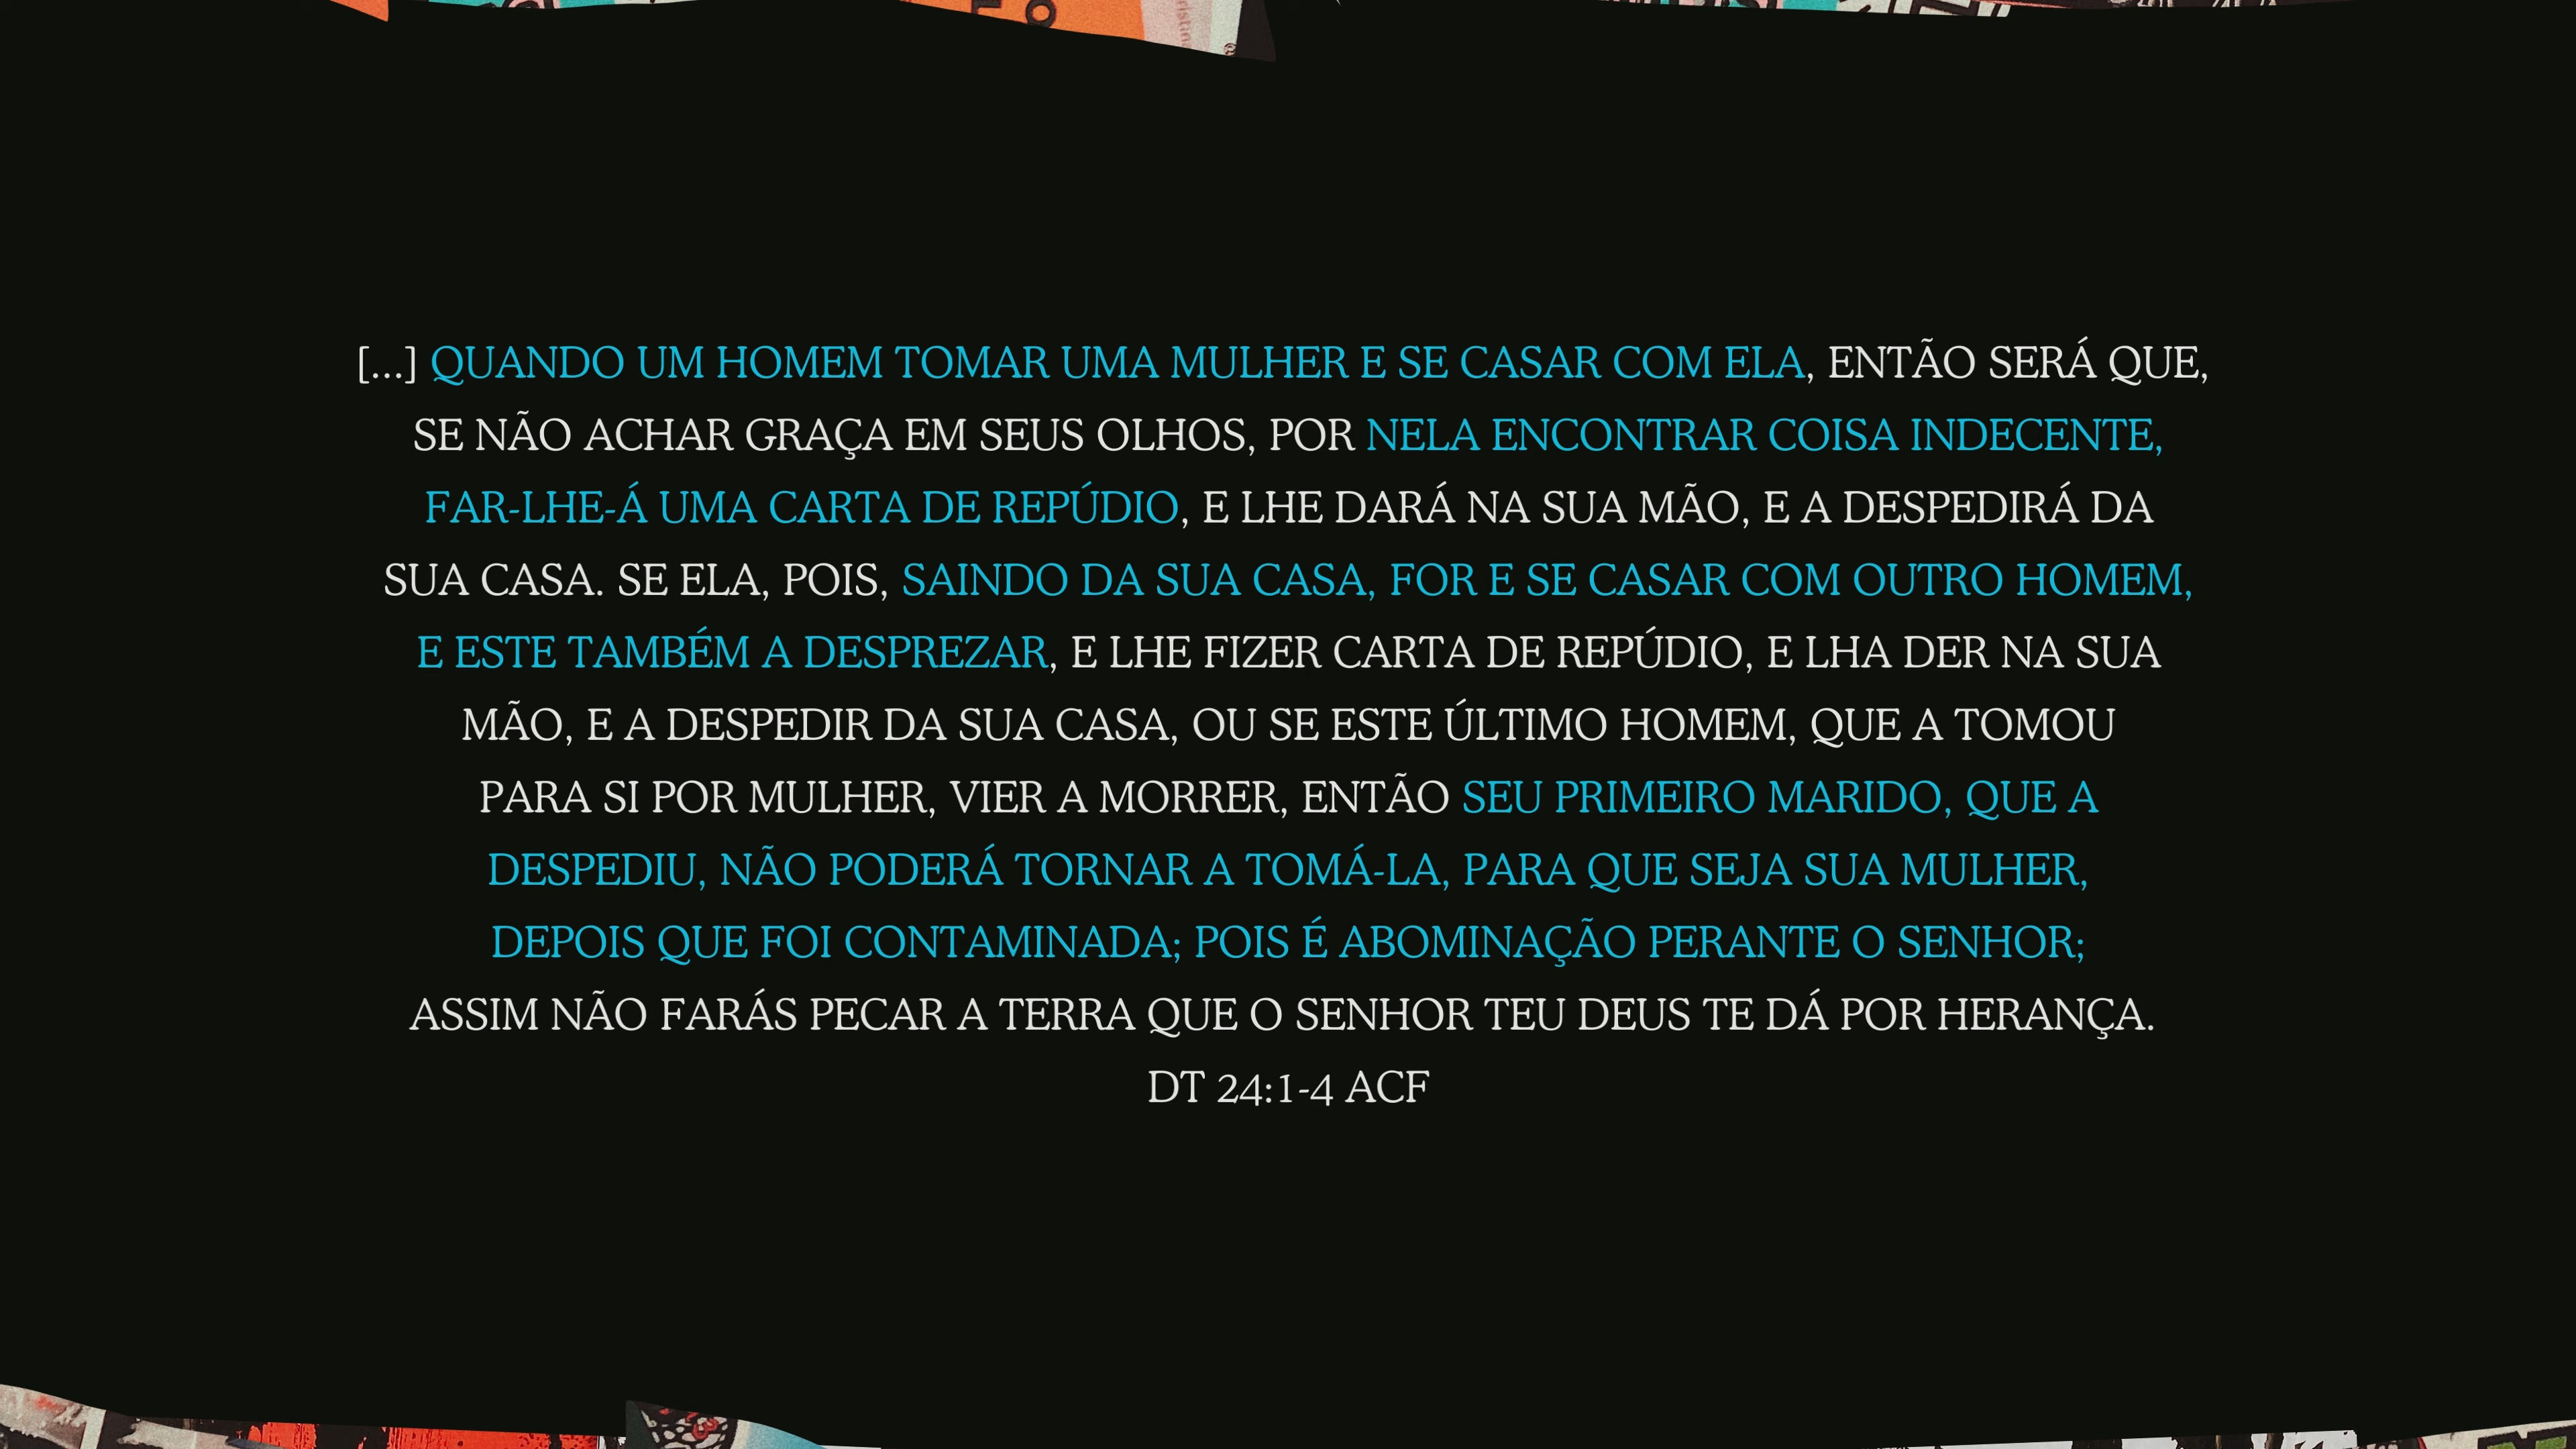 [...] QUANDO UM HOMEM TOMAR UMA MULHER E SE CASAR COM ELA, ENTÃO SERÁ QUE,
SE NÃO ACHAR GRAÇA EM SEUS OLHOS, POR NELA ENCONTRAR COISA INDECENTE,
FAR-LHE-Á UMA CARTA DE REPÚDIO, E LHE DARÁ NA SUA MÃO, E A DESPEDIRÁ DA
SUA CASA. SE ELA, POIS, SAINDO DA SUA CASA, FOR E SE CASAR COM OUTRO HOMEM,
E ESTE TAMBÉM A DESPREZAR, E LHE FIZER CARTA DE REPÚDIO, E LHA DER NA SUA
MÃO, E A DESPEDIR DA SUA CASA, OU SE ESTE ÚLTIMO HOMEM, QUE A TOMOU
PARA SI POR MULHER, VIER A MORRER, ENTÃO SEU PRIMEIRO MARIDO, QUE A
DESPEDIU, NÃO PODERÁ TORNAR A TOMÁ-LA, PARA QUE SEJA SUA MULHER,
DEPOIS QUE FOI CONTAMINADA; POIS É ABOMINAÇÃO PERANTE O SENHOR;
ASSIM NÃO FARÁS PECAR A TERRA QUE O SENHOR TEU DEUS TE DÁ POR HERANÇA.
DT 24:1-4 ACF